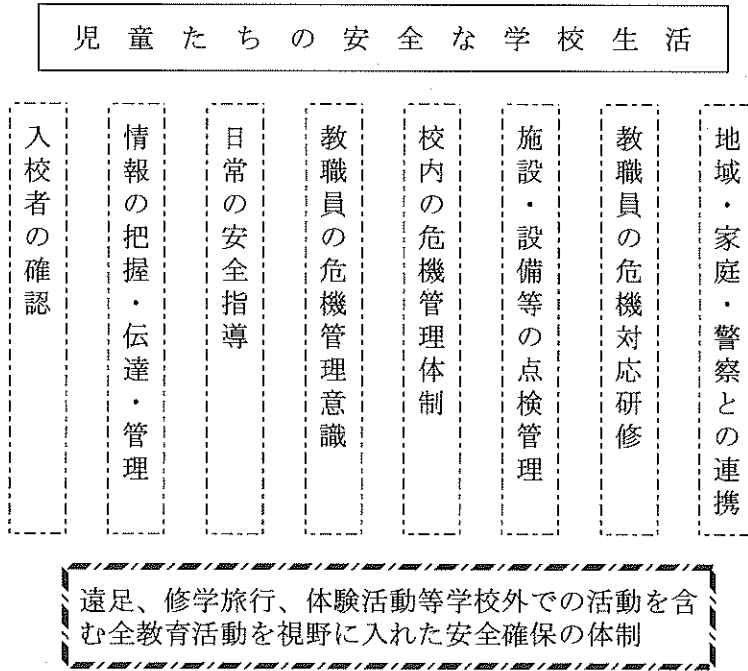 児童たちの安全な学校生活
入校者の確認
情報の把握・伝達・管理
日常の安全指導
教職員の危機管理意識
校内の危機管理体制
施設・設備等の点検管理
教職員の危機対応研修
地域・家庭・警察との連携
遠足、修学旅行、体験活動等学校外での活動を含
む全教育活動を視野に入れた安全確保の体制